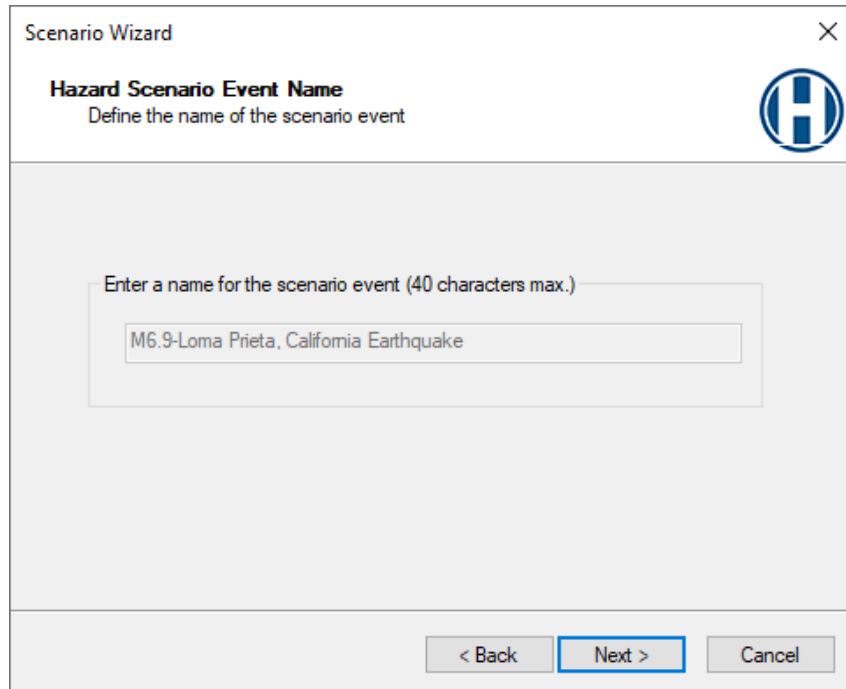 Scenario Wizard
Hazard Scenario Event Name
Define the name of the scenario event
Enter a name for the scenario event (40 characters max.)
M6.9-Loma Prieta, California Earthquake
< Back
Next >
Cancel